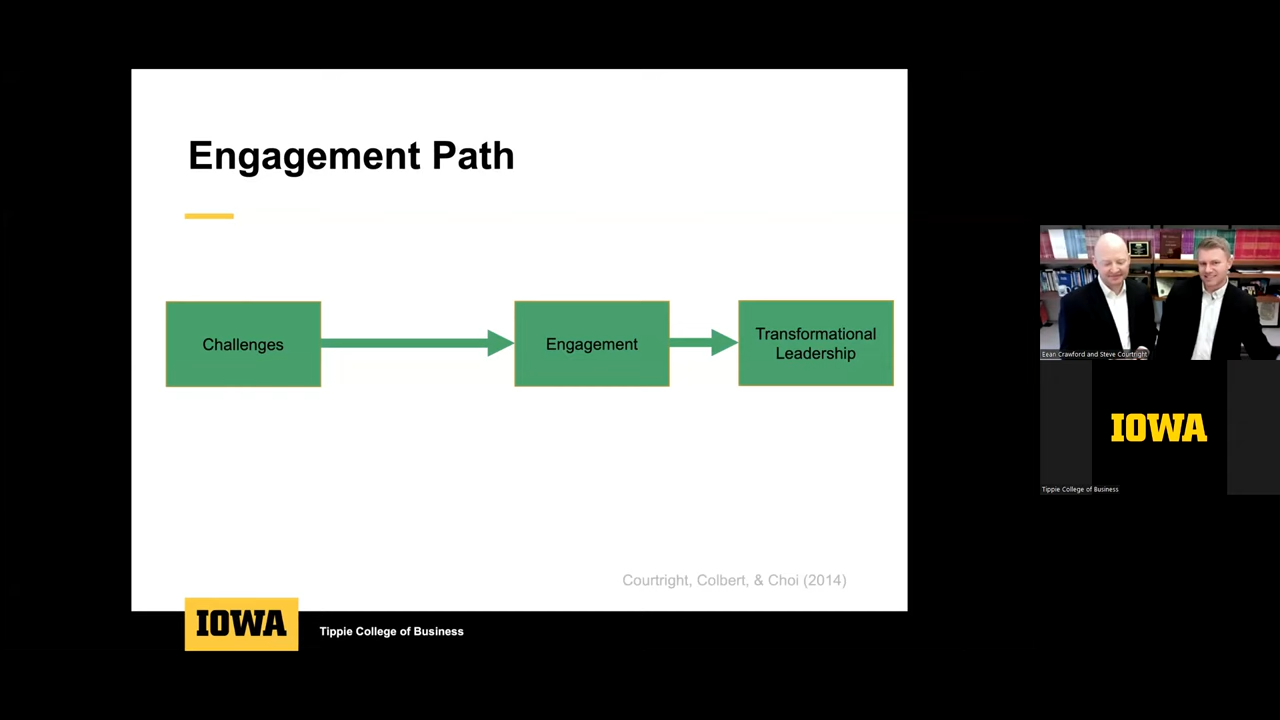 Engagement Path
Challenges
Engagement
Transformational
Leadership
Courtright, Colbert, & Choi (2014)
IOWA
Tippie College of Business
Eean Crawford and Steve Courtright
IOWA
Tippie College of Business